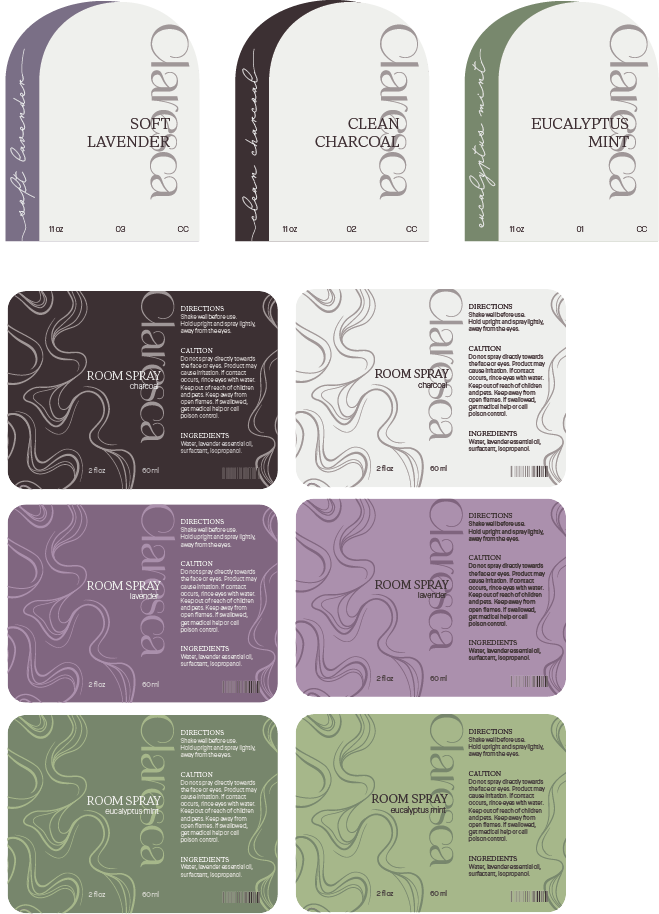 soft lavender
Claresca
SOFT
LAVENDER
11 oz 03 CC
clean charcoal
Claresca
CLEAN
CHARCOAL
11 oz 02 CC
eucalyptus mint
Claresca
EUCALYPTUS
MINT
11 oz 01 CC
Claresca
ROOM SPRAY
charcoal
2 fl oz 60 ml
DIRECTIONS
Shake well before use.
Hold upright and spray lightly,
away from the eyes.
CAUTION
Do not spray directly towards
the face or eyes. Product may
cause irritation. If contact
occurs, rince eyes with water.
Keep out of reach of children
and pets. Keep away from
open flames. If swallowed,
get medical help or call
poison control.
INGREDIENTS
Water, lavender essential oil,
surfactant, isopropanol.
Claresca
ROOM SPRAY
charcoal
2 fl oz 60 ml
DIRECTIONS
Shake well before use.
Hold upright and spray lightly,
away from the eyes.
CAUTION
Do not spray directly towards
the face or eyes. Product may
cause irritation. If contact
occurs, rince eyes with water.
Keep out of reach of children
and pets. Keep away from
open flames. If swallowed,
get medical help or call
poison control.
INGREDIENTS
Water, lavender essential oil,
surfactant, isopropanol.
Claresca
ROOM SPRAY
lavender
2 fl oz 60 ml
DIRECTIONS
Shake well before use.
Hold upright and spray lightly,
away from the eyes.
CAUTION
Do not spray directly towards
the face or eyes. Product may
cause irritation. If contact
occurs, rince eyes with water.
Keep out of reach of children
and pets. Keep away from
open flames. If swallowed,
get medical help or call
poison control.
INGREDIENTS
Water, lavender essential oil,
surfactant, isopropanol.
Claresca
ROOM SPRAY
lavender
2 fl oz 60 ml
DIRECTIONS
Shake well before use.
Hold upright and spray lightly,
away from the eyes.
CAUTION
Do not spray directly towards
the face or eyes. Product may
cause irritation. If contact
occurs, rince eyes with water.
Keep out of reach of children
and pets. Keep away from
open flames. If swallowed,
get medical help or call
poison control.
INGREDIENTS
Water, lavender essential oil,
surfactant, isopropanol.
Claresca
ROOM SPRAY
eucalyptus mint
2 fl oz 60 ml
DIRECTIONS
Shake well before use.
Hold upright and spray lightly,
away from the eyes.
CAUTION
Do not spray directly towards
the face or eyes. Product may
cause irritation. If contact
occurs, rince eyes with water.
Keep out of reach of children
and pets. Keep away from
open flames. If swallowed,
get medical help or call
poison control.
INGREDIENTS
Water, lavender essential oil,
surfactant, isopropanol.
Claresca
ROOM SPRAY
eucalyptus mint
2 fl oz 60 ml
DIRECTIONS
Shake well before use.
Hold upright and spray lightly,
away from the eyes.
CAUTION
Do not spray directly towards
the face or eyes. Product may
cause irritation. If contact
occurs, rince eyes with water.
Keep out of reach of children
and pets. Keep away from
open flames. If swallowed,
get medical help or call
poison control.
INGREDIENTS
Water, lavender essential oil,
surfactant, isopropanol.